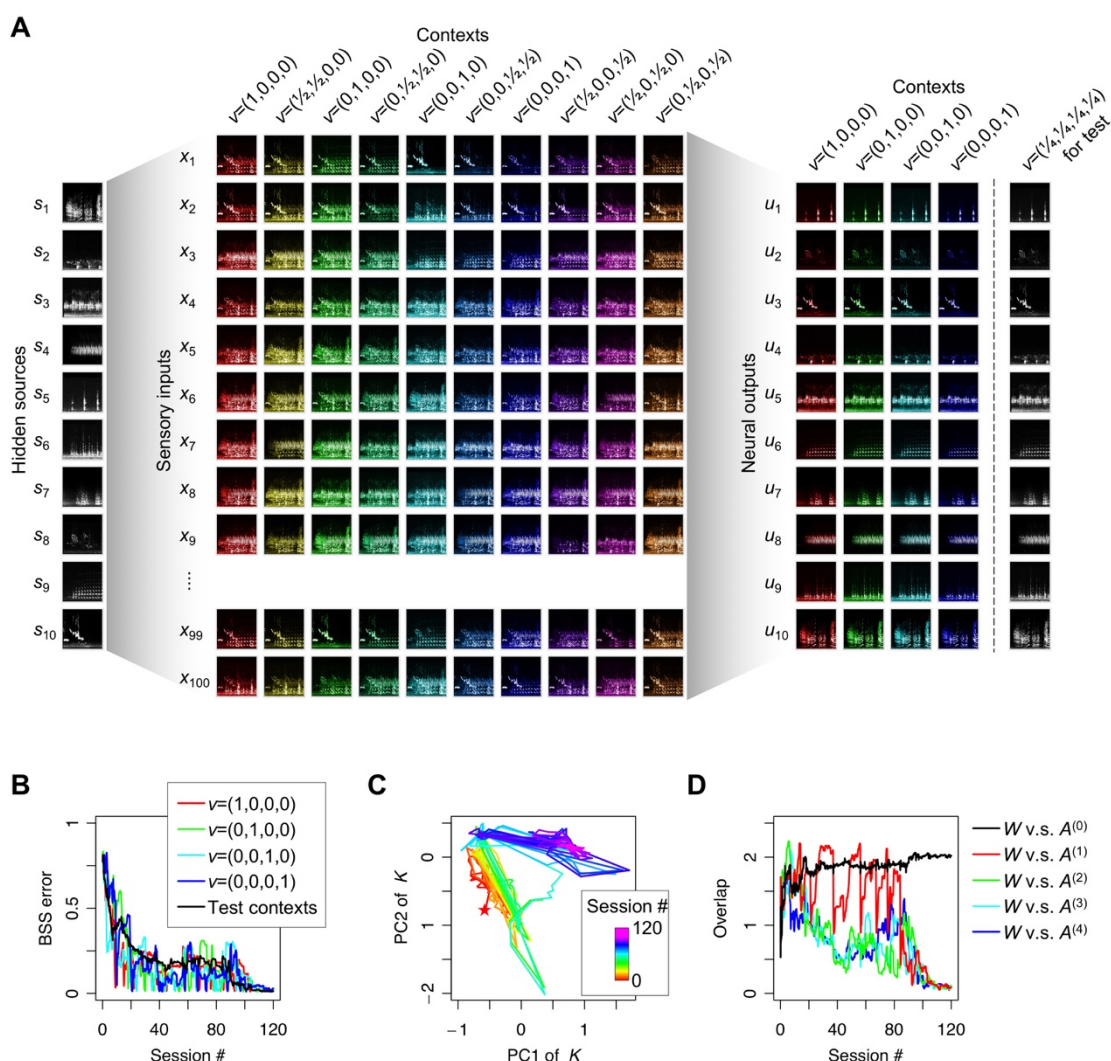 A
Contexts
v=(1,0,0,0)
v=(½,½,0,0)
v=(0,1,0,0)
v=(0,½,½,0)
v=(0,0,1,0)
v=(0,0,½,½)
v=(0,0,0,1)
v=(½,0,0,½)
v=(½,0,½,0)
v=(0,½,0,½)
Contexts
v=(1,0,0,0)
v=(0,1,0,0)
v=(0,0,1,0)
v=(0,0,0,1)
v=(¼,¼,¼,¼)
for test
Hidden sources
s1
s2
s3
s4
s5
s6
s7
s8
s9
s10
Sensory inputs
x1
x2
x3
x4
x5
x6
x7
x8
x9
⋮
x99
x100
Neural outputs
u1
u2
u3
u4
u5
u6
u7
u8
u9
u10
B
BSS error
1
0.5
0
0 40 80 120
Session #
v=(1,0,0,0)
v=(0,1,0,0)
v=(0,0,1,0)
v=(0,0,0,1)
Test contexts
C
PC2 of K
0
−1
−2
−1 0 1
PC1 of K
Session #
120
0
D
Overlap
2
1
0
0 40 80 120
Session #
W v.s. A(0)
W v.s. A(1)
W v.s. A(2)
W v.s. A(3)
W v.s. A(4)